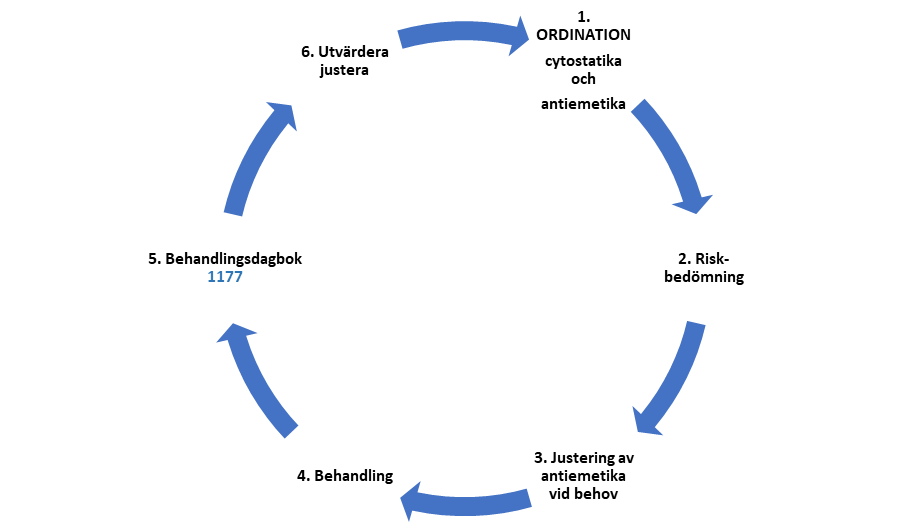 1.
ORDINATION
cytostatika
och
antiemetika
2. Risk-
bedömning
3. Justering av
antiemetika
vid behov
4. Behandling
5. Behandlingsdagbok
1177
6. Utvärdera
justera